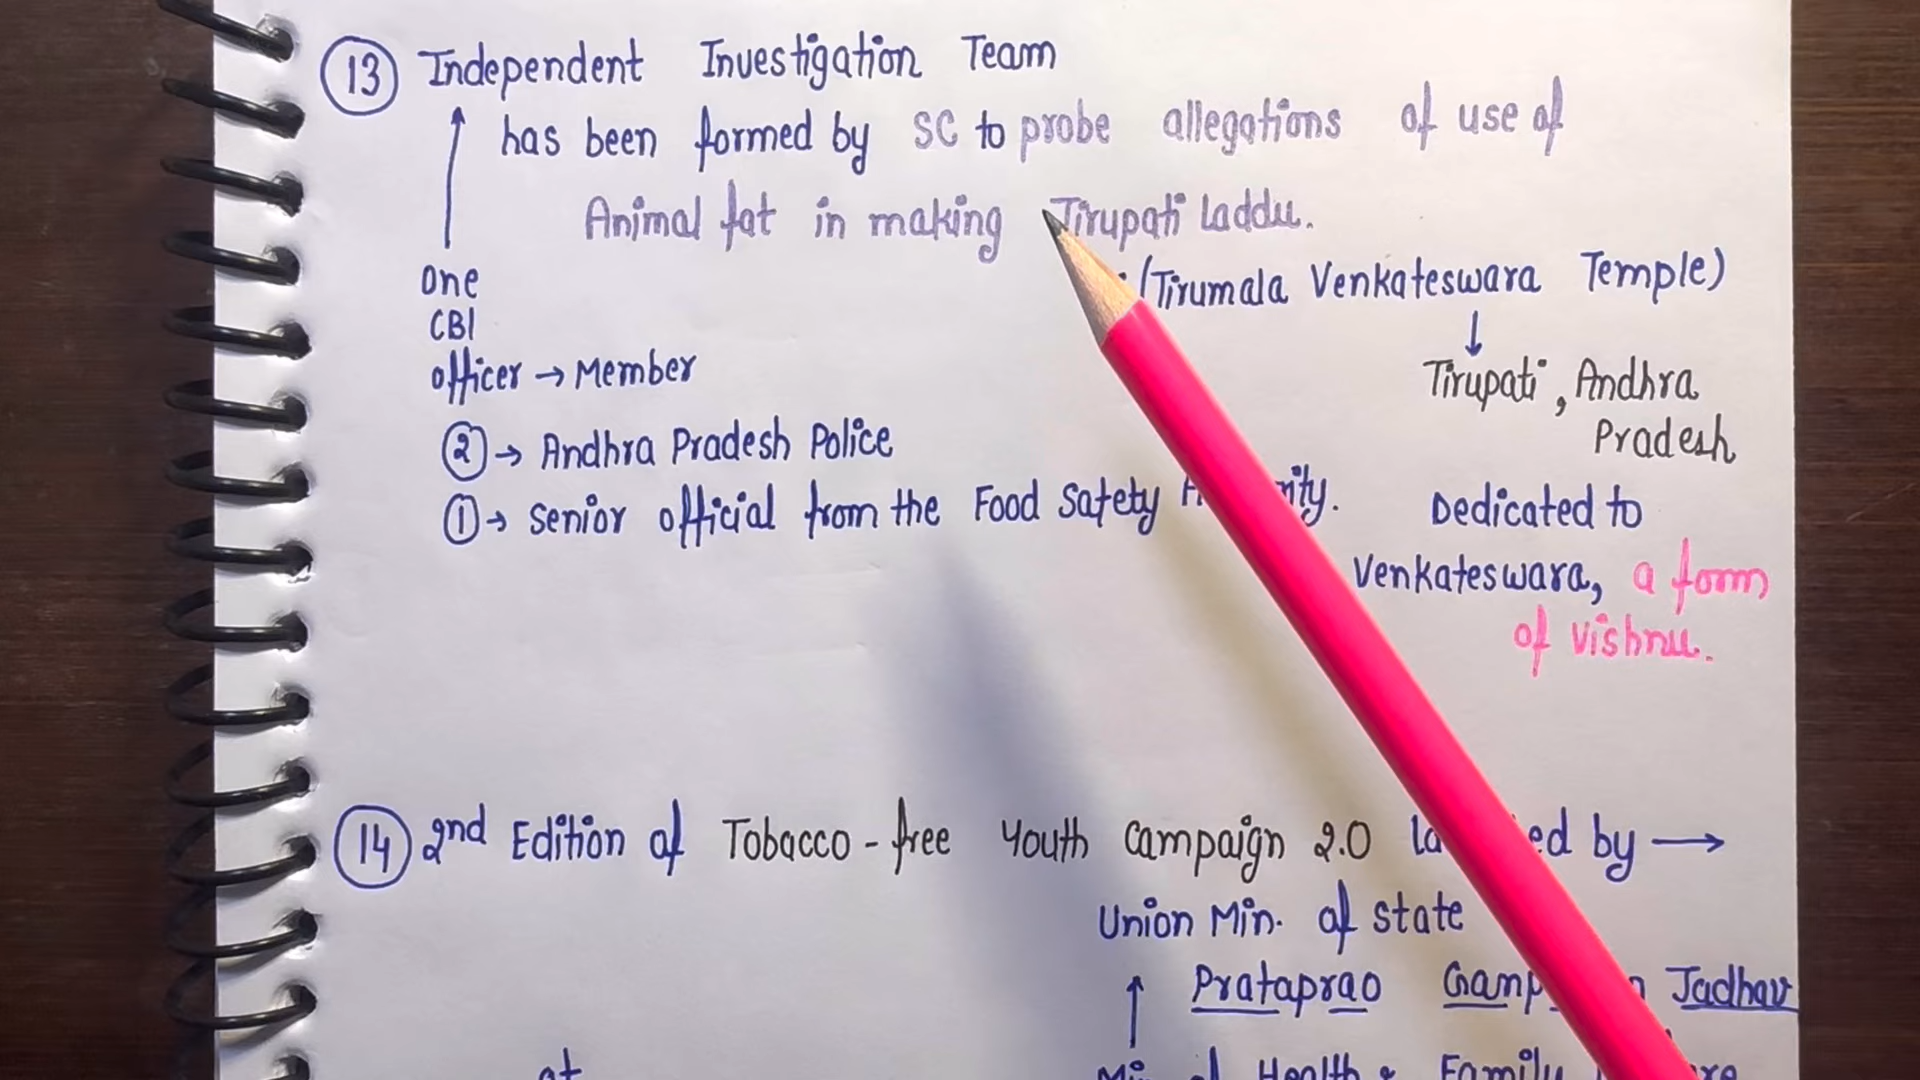 13 Independent Investigation Team
has been formed by SC to probe allegations of use of
Animal fat in making Tirupati Laddu.
(Tirumala Venkateswara Temple)
↓
Tirupati, Andhra
Pradesh
Dedicated to
Venkateswara, a form
of Vishnu.
One
CBI
officer → Member
2 → Andhra Pradesh Police
1 → Senior official from the Food Safety
14 2nd Edition of Tobacco-free Youth Campaign 2.0 by →
Union Min. of state
Prataprao Jadhav
Health & Family
at